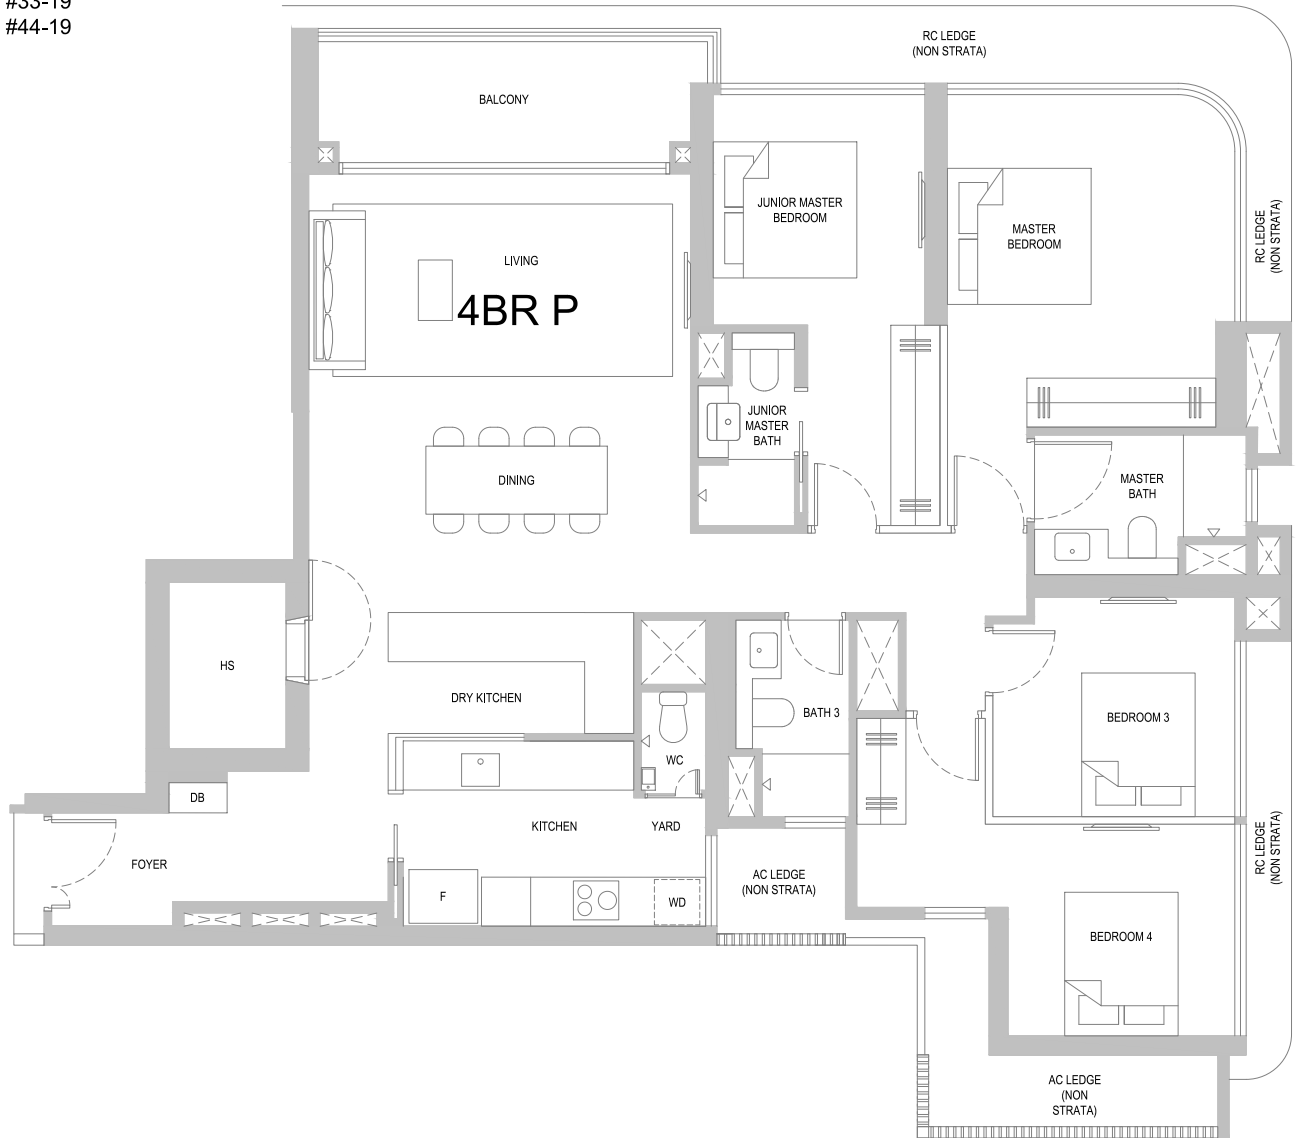 #33-19
#44-19
RC LEDGE
(NON STRATA)
BALCONY
JUNIOR MASTER
BEDROOM
MASTER
BEDROOM
RC LEDGE
(NON STRATA)
LIVING
4BR P
JUNIOR
MASTER
BATH
DINING
MASTER
BATH
HS
DRY KITCHEN
BATH 3
BEDROOM 3
WC
DB
KITCHEN
YARD
FOYER
AC LEDGE
(NON STRATA)
RC LEDGE
(NON STRATA)
F
WD
BEDROOM 4
AC LEDGE
(NON
STRATA)